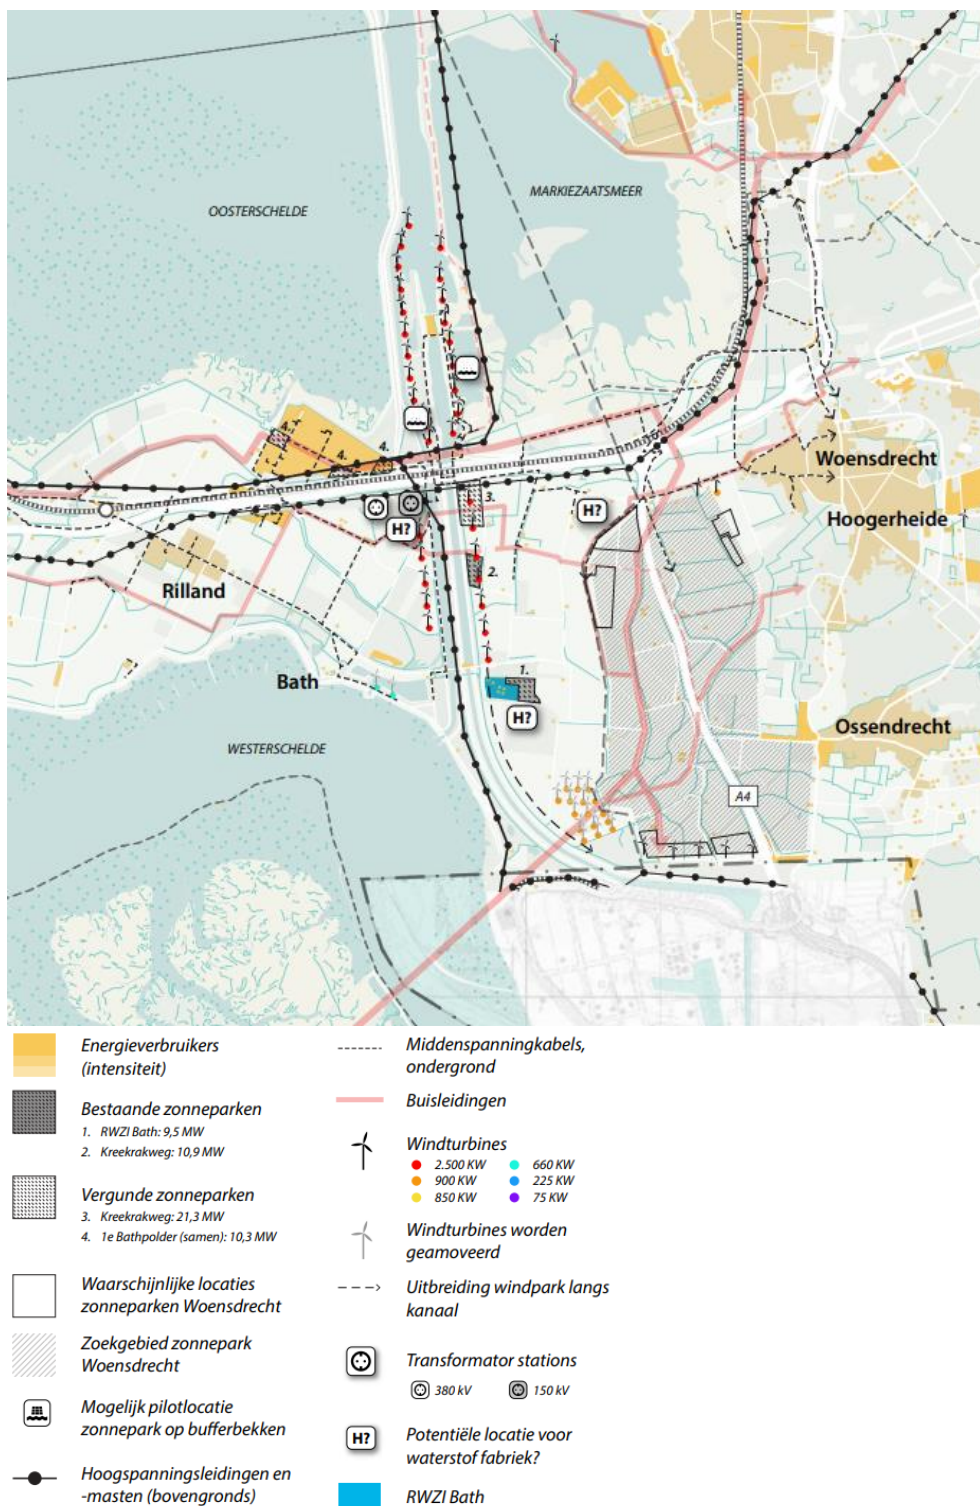 MARKIEZAATSMEER
OOSTERSCHELDE
4.
4.
4.
3.
Woensdrecht
H?
H?
Hoogerheide
2.
Rilland
1.
Bath
H?
Ossendrecht
WESTERSCHELDE
A4
Energieverbruikers
(intensiteit)
Bestaande zonneparken
1. RWZI Bath: 9,5 MW
2. Kreekrakweg: 10,9 MW
Vergunde zonneparken
3. Kreekrakweg: 21,3 MW
4. 1e Bathpolder (samen): 10,3 MW
Waarschijnlijke locaties
zonneparken Woensdrecht
Zoekgebied zonnepark
Woensdrecht
Mogelijk pilotlocatie
zonnepark op bufferbekken
Hoogspanningsleidingen en
-masten (bovengronds)
Middenspanningkabels,
ondergrond
Buisleidingen
Windturbines
2.500 KW
660 KW
900 KW
225 KW
850 KW
75 KW
Windturbines worden
geamoveerd
Uitbreiding windpark langs
kanaal
Transformator stations
380 kV
150 kV
H?
Potentiële locatie voor
waterstof fabriek?
RWZI Bath